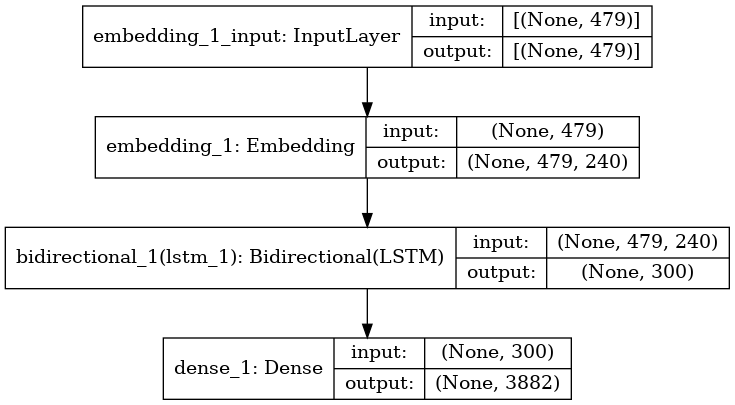 embedding_1_input: InputLayer
input: [(None, 479)]
output: [(None, 479)]
embedding_1: Embedding
input: (None, 479)
output: (None, 479, 240)
bidirectional_1(lstm_1): Bidirectional(LSTM)
input: (None, 479, 240)
output: (None, 300)
dense_1: Dense
input: (None, 300)
output: (None, 3882)